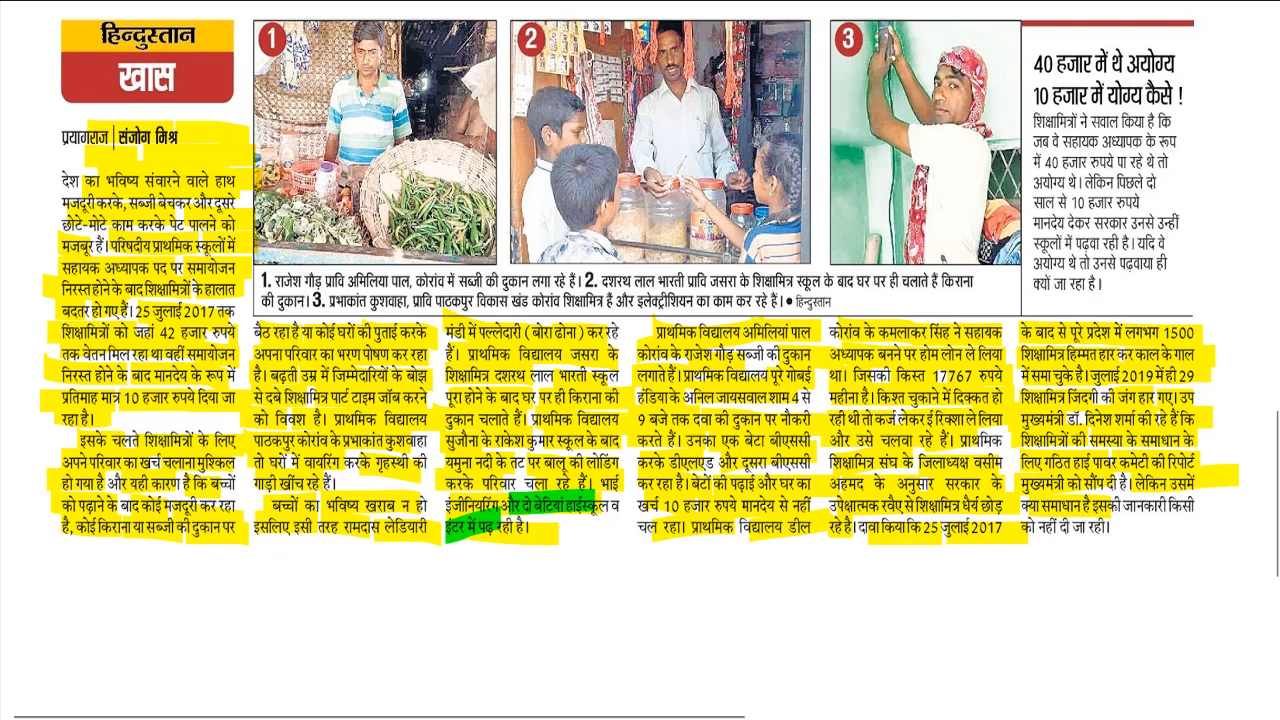 हिन्दुस्तान
खास
प्रयागराज | संजोग मिश्र
देश का भविष्य संवारने वाले हाथ
मजदूरी करके, सब्जी बेचकर और दूसरे
छोटे-मोटे काम करके पेट पालने को
मजबूर हैं। परिषदीय प्राथमिक स्कूलों में
सहायक अध्यापक पद पर समायोजन
निरस्त होने के बाद शिक्षामित्रों के हालात
बदतर हो गए हैं। 25 जुलाई 2017 तक
शिक्षामित्रों को जहां 42 हजार रुपये
तक वेतन मिल रहा था वहीं समायोजन
निरस्त होने के बाद मानदेय के रूप में
प्रतिमाह मात्र 10 हजार रुपये दिया जा
रहा है।
इसके चलते शिक्षामित्रों के लिए
अपने परिवार का खर्च चलाना मुश्किल
हो गया है और यही कारण है कि बच्चों
को पढ़ाने के बाद कोई मजदूरी कर रहा
है, कोई किराना या सब्जी की दुकान पर
1
2
3
1. राजेश गौड़ प्रावि अमिलिया पाल, कोरांव में सब्जी की दुकान लगा रहे हैं। 2. दशरथ लाल भारती प्रावि जसरा के शिक्षामित्र स्कूल के बाद घर पर ही चलाते हैं किराना
की दुकान। 3. प्रभाकांत कुशवाहा, प्रावि पाठकपुर विकास खंड कोरांव शिक्षामित्र हैं और इलेक्ट्रीशियन का काम कर रहे हैं। ● हिन्दुस्तान
बैठ रहा है या कोई घरों की पुताई करके
अपना परिवार का भरण पोषण कर रहा
है। बढ़ती उम्र में जिम्मेदारियों के बोझ
से दबे शिक्षामित्र पार्ट टाइम जॉब करने
को विवश है। प्राथमिक विद्यालय
पाठकपुर कोरांव के प्रभाकांत कुशवाहा
तो घरों में वायरिंग करके गृहस्थी की
गाड़ी खींच रहे हैं।
बच्चों का भविष्य खराब न हो
इसलिए इसी तरह रामदास लेडियारी
मंडी में पल्लेदारी ( बोरा ढोना ) कर रहे
हैं। प्राथमिक विद्यालय जसरा के
शिक्षामित्र दशरथ लाल भारती स्कूल
पूरा होने के बाद घर पर ही किराना की
दुकान चलाते हैं। प्राथमिक विद्यालय
सुजौना के राकेश कुमार स्कूल के बाद
यमुना नदी के तट पर बालू की लोडिंग
करके परिवार चला रहे हैं। भाई
इंजीनियरिंग और दो बेटियां हाईस्कूल व
इंटर में पढ़ रही है।
प्राथमिक विद्यालय अमिलियां पाल
कोरांव के राजेश गौड़ सब्जी की दुकान
लगाते हैं। प्राथमिक विद्यालय पूरे गोबई
हंडिया के अनिल जायसवाल शाम 4 से
9 बजे तक दवा की दुकान पर नौकरी
करते हैं। उनका एक बेटा बीएससी
करके डीएलएड और दूसरा बीएससी
कर रहा है। बेटों की पढ़ाई और घर का
खर्च 10 हजार रुपये मानदेय से नहीं
चल रहा। प्राथमिक विद्यालय डील
कोरांव के कमलाकर सिंह ने सहायक
अध्यापक बनने पर होम लोन ले लिया
था। जिसकी किस्त 17767 रुपये
महीना है। किश्त चुकाने में दिक्कत हो
रही थी तो कर्ज लेकर ई रिक्शा ले लिया
और उसे चलवा रहे हैं। प्राथमिक
शिक्षामित्र संघ के जिलाध्यक्ष वसीम
अहमद के अनुसार सरकार के
उपेक्षात्मक रवैए से शिक्षामित्र धैर्य छोड़
रहे है। दावा किया कि 25 जुलाई 2017
40 हजार में थे अयोग्य
10 हजार में योग्य कैसे !
शिक्षामित्रों ने सवाल किया है कि
जब वे सहायक अध्यापक के रूप
में 40 हजार रुपये पा रहे थे तो
अयोग्य थे। लेकिन पिछले दो
साल से 10 हजार रुपये
मानदेय देकर सरकार उनसे उन्हीं
स्कूलों में पढ़वा रही है। यदि वे
अयोग्य थे तो उनसे पढ़वाया ही
क्यों जा रहा है।
के बाद से पूरे प्रदेश में लगभग 1500
शिक्षामित्र हिम्मत हार कर काल के गाल
में समा चुके है। जुलाई 2019 में ही 29
शिक्षामित्र जिंदगी की जंग हार गए। उप
मुख्यमंत्री डॉ. दिनेश शर्मा की रहे हैं कि
शिक्षामित्रों की समस्या के समाधान के
लिए गठित हाई पावर कमेटी की रिपोर्ट
मुख्यमंत्री को सौंप दी है। लेकिन उसमें
क्या समाधान है इसकी जानकारी किसी
को नहीं दी जा रही।